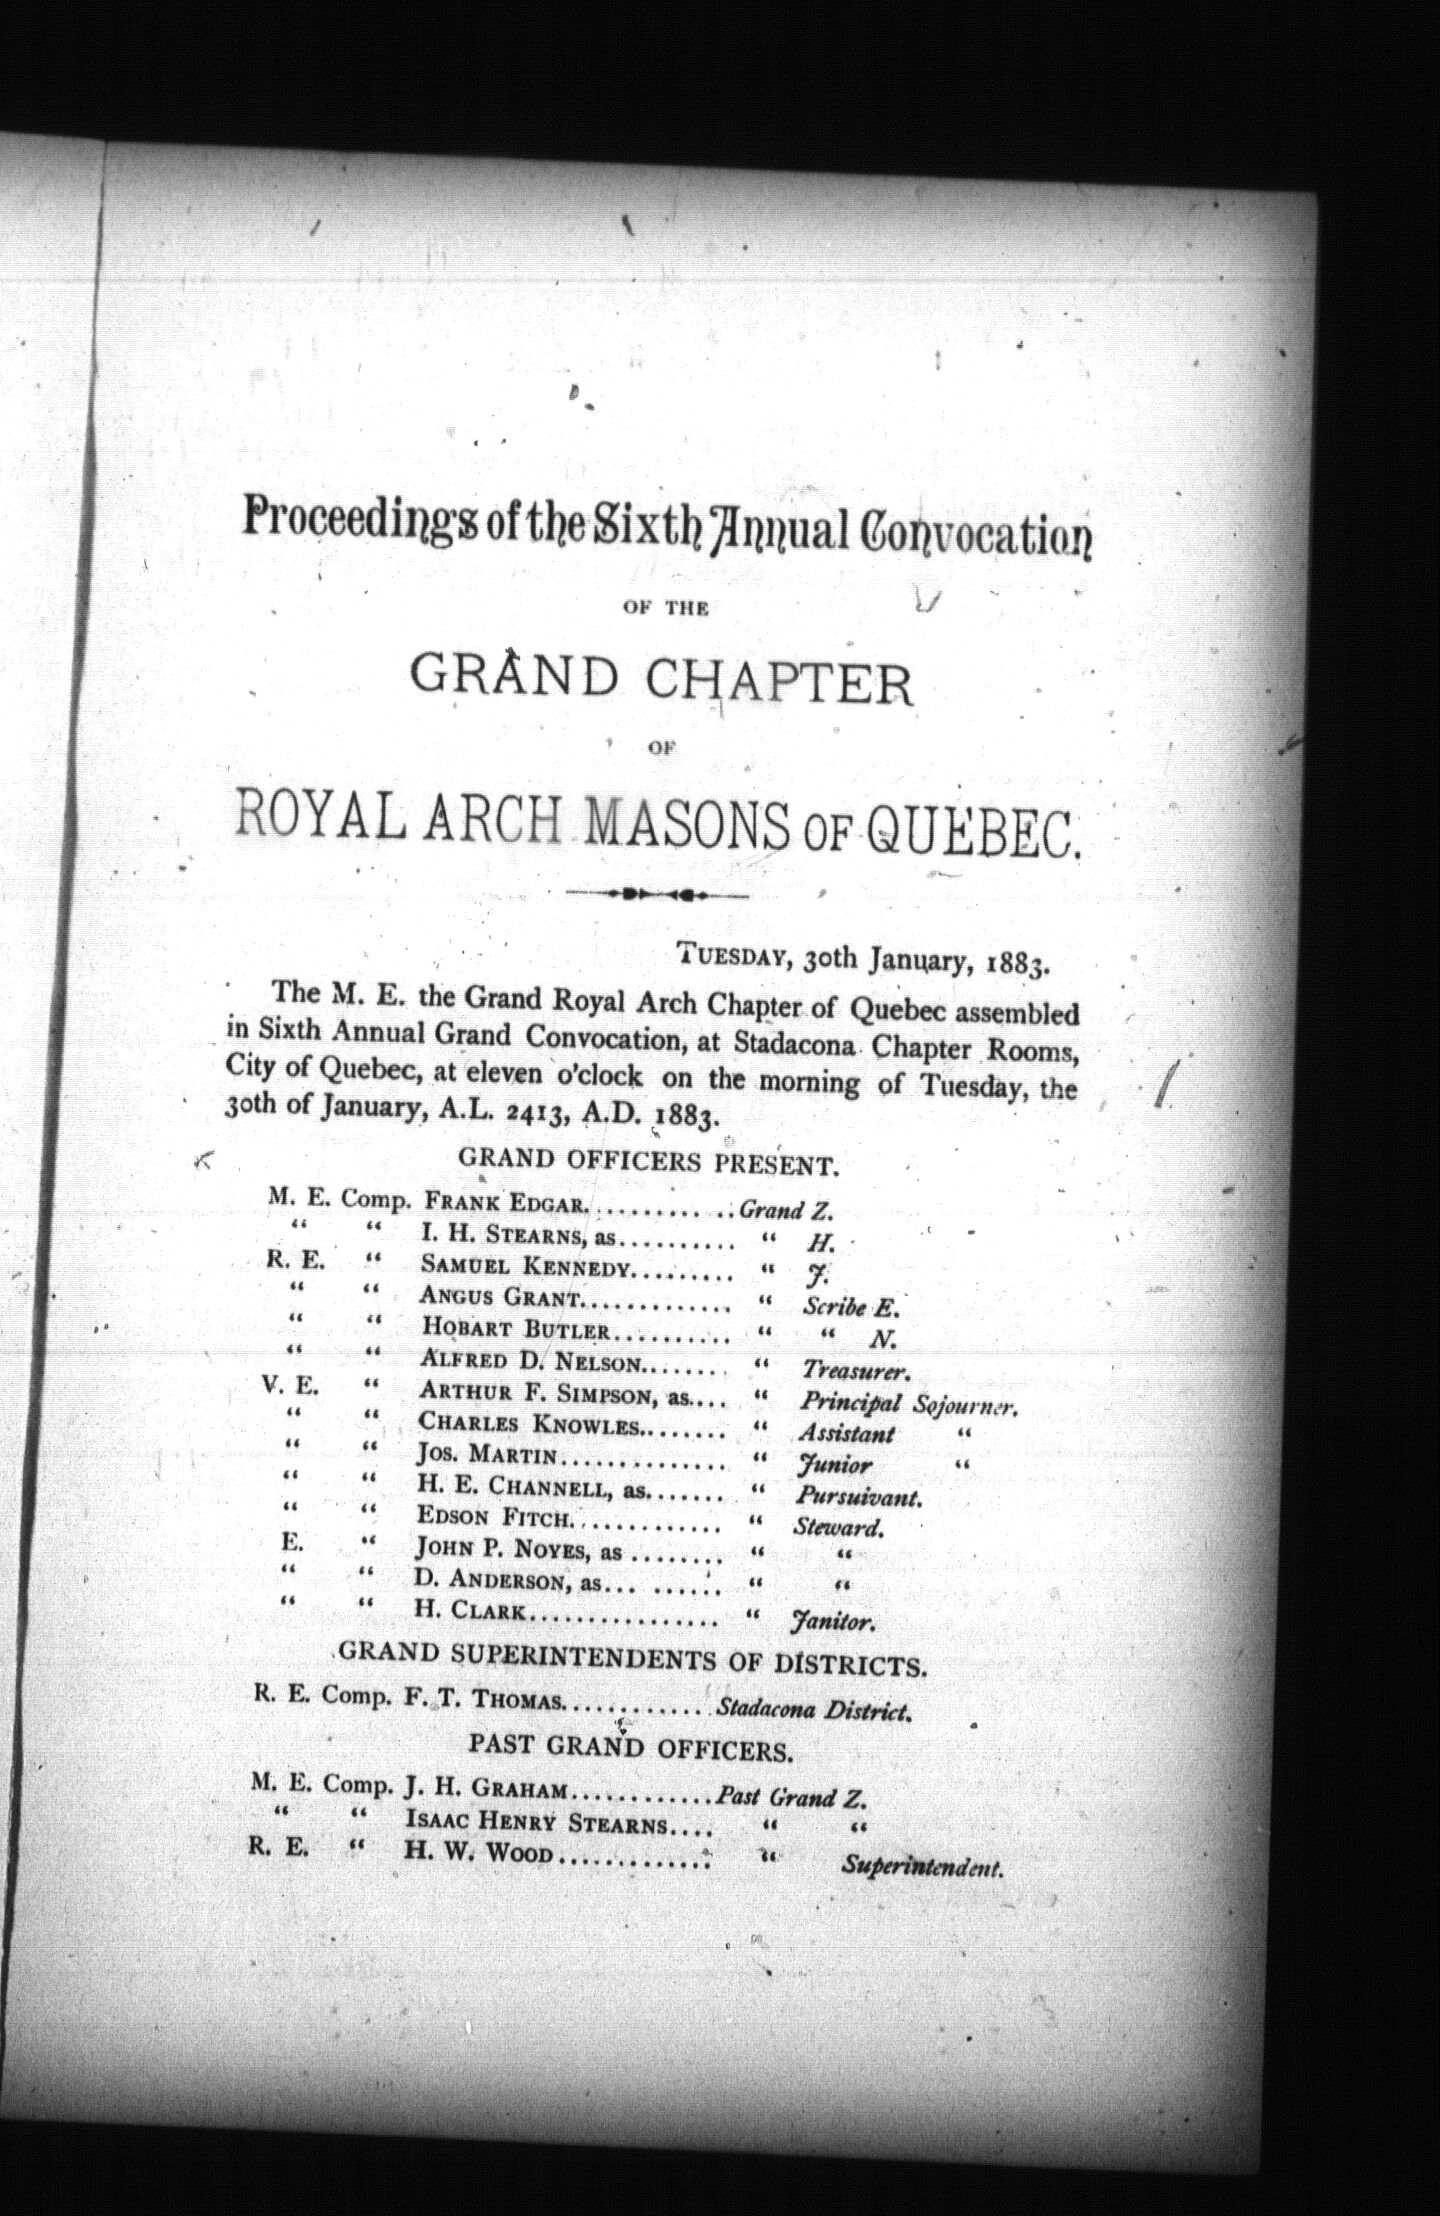 Proceedings of the Sixth Annual Convocation
OF THE
GRAND CHAPTER
OF
ROYAL ARCH MASONS OF QUEBEC.
TUESDAY, 30th January, 1883.
The M. E. the Grand Royal Arch Chapter of Quebec assembled
in Sixth Annual Grand Convocation, at Stadacona Chapter Rooms,
City of Quebec, at eleven o'clock on the morning of Tuesday, the
30th of January, A.L. 2413, A.D. 1883.
GRAND OFFICERS PRESENT.
M. E. Comp. FRANK EDGAR............Grand Z.
" " I. H. STEARNS, as.......... " H.
R. E. " SAMUEL KENNEDY......... " J.
" " ANGUS GRANT............. " Scribe E.
" " HOBART BUTLER.......... " " N.
" " ALFRED D. NELSON........ " Treasurer.
V. E. " ARTHUR F. SIMPSON, as.... " Principal Sojourner.
" " CHARLES KNOWLES......... " Assistant "
" " JOS. MARTIN.............. " Junior "
" " H. E. CHANNELL, as....... " Pursuivant.
" " EDSON FITCH............. " Steward.
E. " JOHN P. NOYES, as ........ " "
" " D. ANDERSON, as... ...... " "
" " H. CLARK................ " Janitor.
GRAND SUPERINTENDENTS OF DISTRICTS.
R. E. Comp. F. T. THOMAS............Stadacona District.
PAST GRAND OFFICERS.
M. E. Comp. J. H. GRAHAM............Past Grand Z.
" " ISAAC HENRY STEARNS.... " "
R. E. " H. W. WOOD............. " Superintendent.